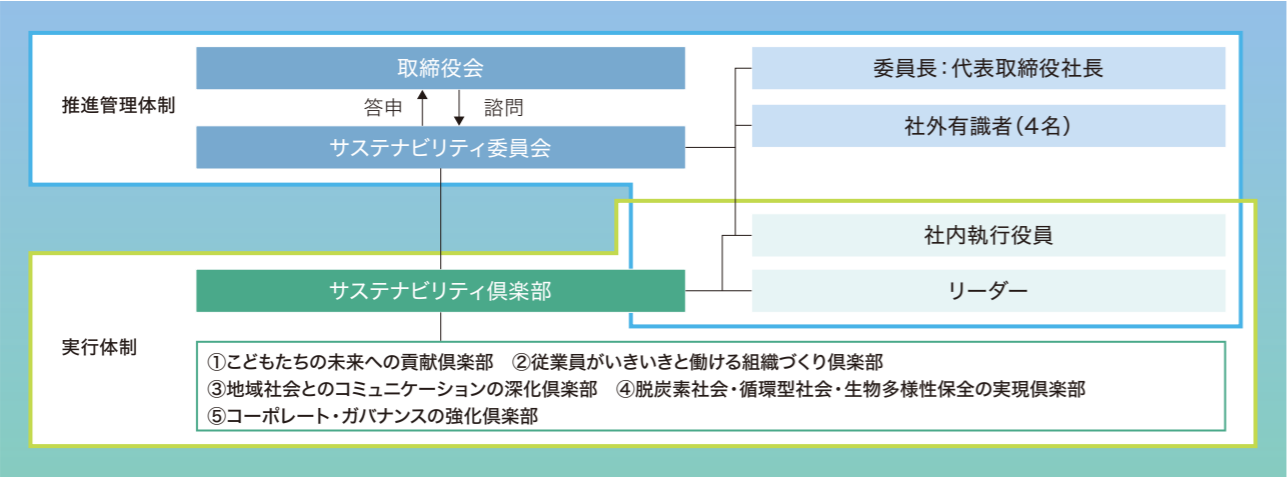 推進管理体制
取締役会
答申
諮問
サステナビリティ委員会
委員長：代表取締役社長
社外有識者（4名）
社内執行役員
リーダー
実行体制
サステナビリティ倶楽部
①こどもたちの未来への貢献倶楽部　②従業員がいきいきと働ける組織づくり倶楽部
③地域社会とのコミュニケーションの深化倶楽部　④脱炭素社会・循環型社会・生物多様性保全の実現倶楽部
⑤コーポレート・ガバナンスの強化倶楽部